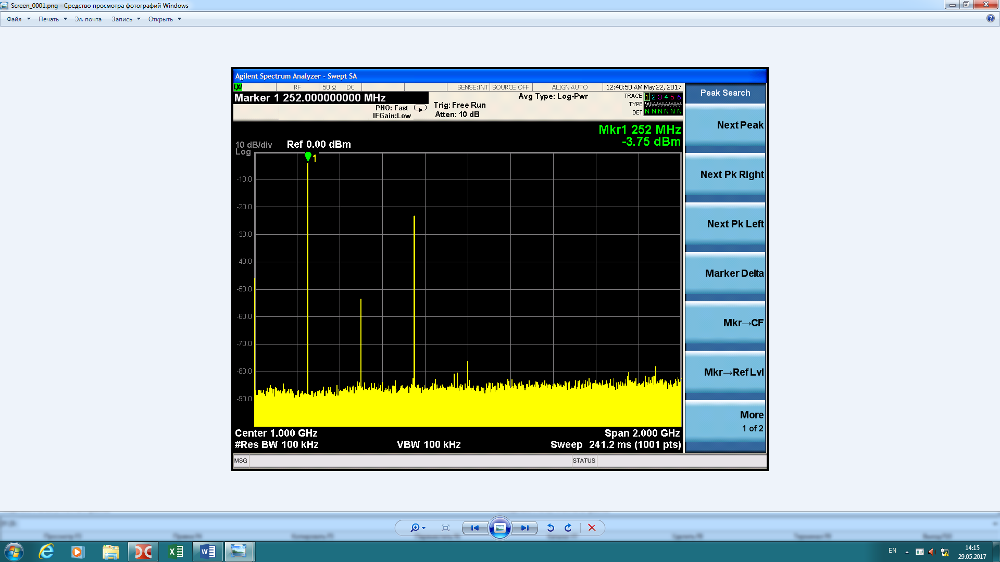 Screen_0001.png - Средство просмотра фотографий Windows
Файл Печать Эл. почта Запись Открыть
Agilent Spectrum Analyzer - Swept SA
LXI RF 50 Ω DC SENSE:INT SOURCE OFF ALIGN AUTO 12:40:50 AM May 22, 2017
Marker 1 252.000000000 MHz
PNO: Fast
IFGain:Low
Trig: Free Run
Atten: 10 dB
Avg Type: Log-Pwr
TRACE 1 2 3 4 5 6
TYPE W
DET N N N N N N
Mkr1 252 MHz
-3.75 dBm
10 dB/div
Log
Ref 0.00 dBm
1
-10.0
-20.0
-30.0
-40.0
-50.0
-60.0
-70.0
-80.0
-90.0
Center 1.000 GHz
Span 2.000 GHz
#Res BW 100 kHz
VBW 100 kHz
Sweep 241.2 ms (1001 pts)
MSG
STATUS
Peak Search
Next Peak
Next Pk Right
Next Pk Left
Marker Delta
Mkr→CF
Mkr→Ref Lvl
More
1 of 2
EN
14:15
29.05.2017